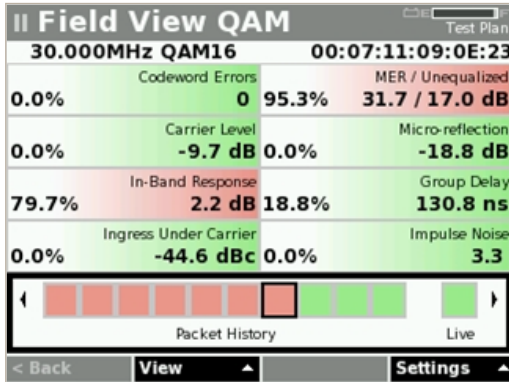 Field View QAM
E F
Test Plan
30.000MHz QAM16 00:07:11:09:0E:23
Codeword Errors
0.0% 0
MER / Unequalized
95.3% 31.7 / 17.0 dB
Carrier Level
0.0% -9.7 dB
Micro-reflection
0.0% -18.8 dB
In-Band Response
79.7% 2.2 dB
Group Delay
18.8% 130.8 ns
Ingress Under Carrier
0.0% -44.6 dBc
Impulse Noise
0.0% 3.3
Packet History Live
< Back View Settings